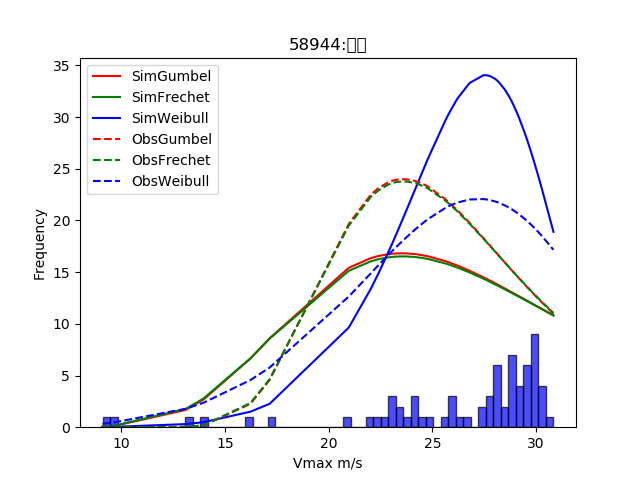 58944:
SimGumbel
SimFrechet
SimWeibull
ObsGumbel
ObsFrechet
ObsWeibull
Frequency
35
30
25
20
15
10
5
0
10
15
20
25
30
Vmax m/s